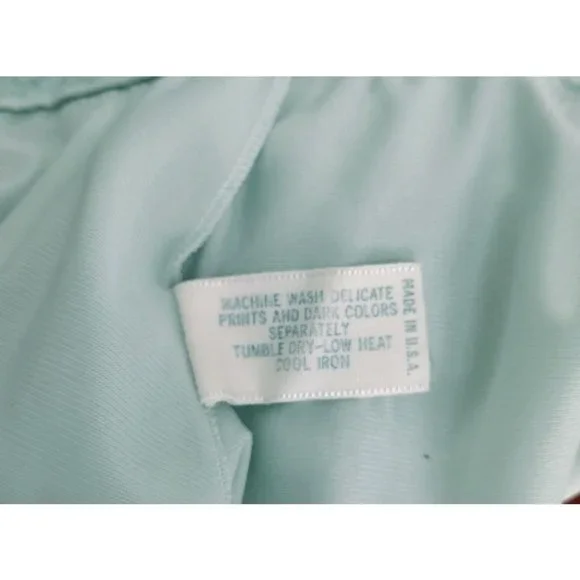 MACHINE WASH DELICATE
PRINTS AND DARK COLORS
SEPARATELY
TUMBLE DRY-LOW HEAT
COOL IRON
MADE IN U.S.A.